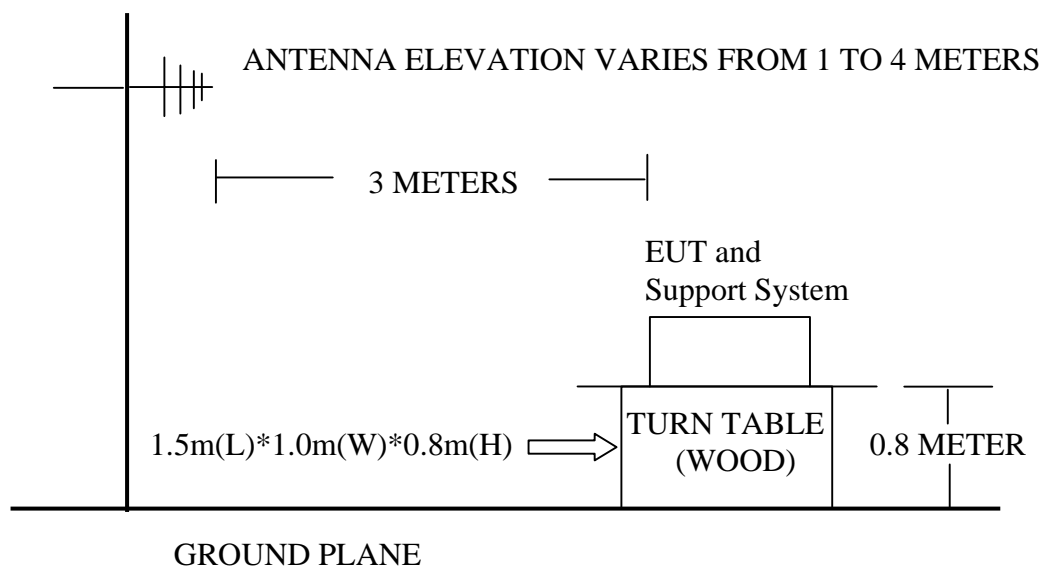 ANTENNA ELEVATION VARIES FROM 1 TO 4 METERS
3 METERS
EUT and
Support System
1.5m(L)*1.0m(W)*0.8m(H)
TURN TABLE
(WOOD)
0.8 METER
GROUND PLANE